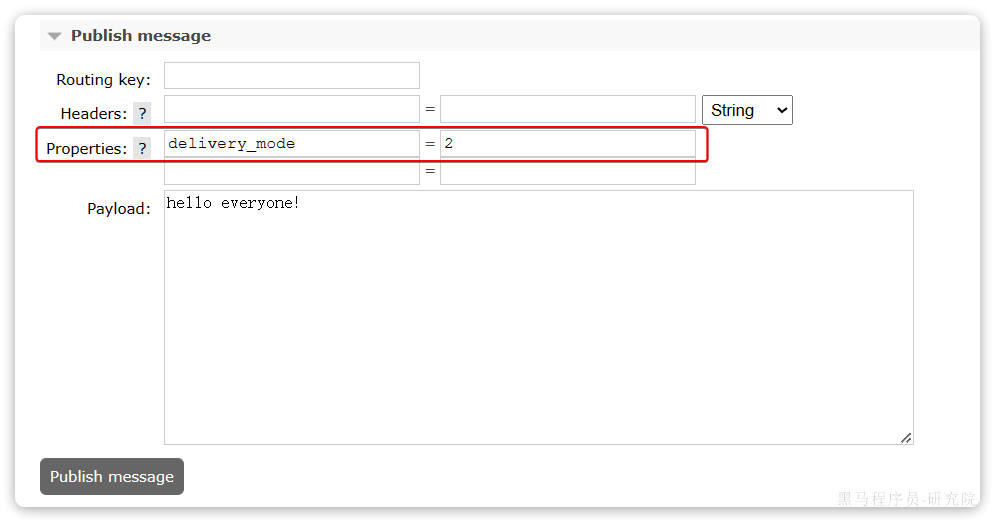 Publish message
Routing key:
Headers: ? = String
Properties: ? delivery_mode = 2
=
Payload: hello everyone!
Publish message
黑马程序员-研究院